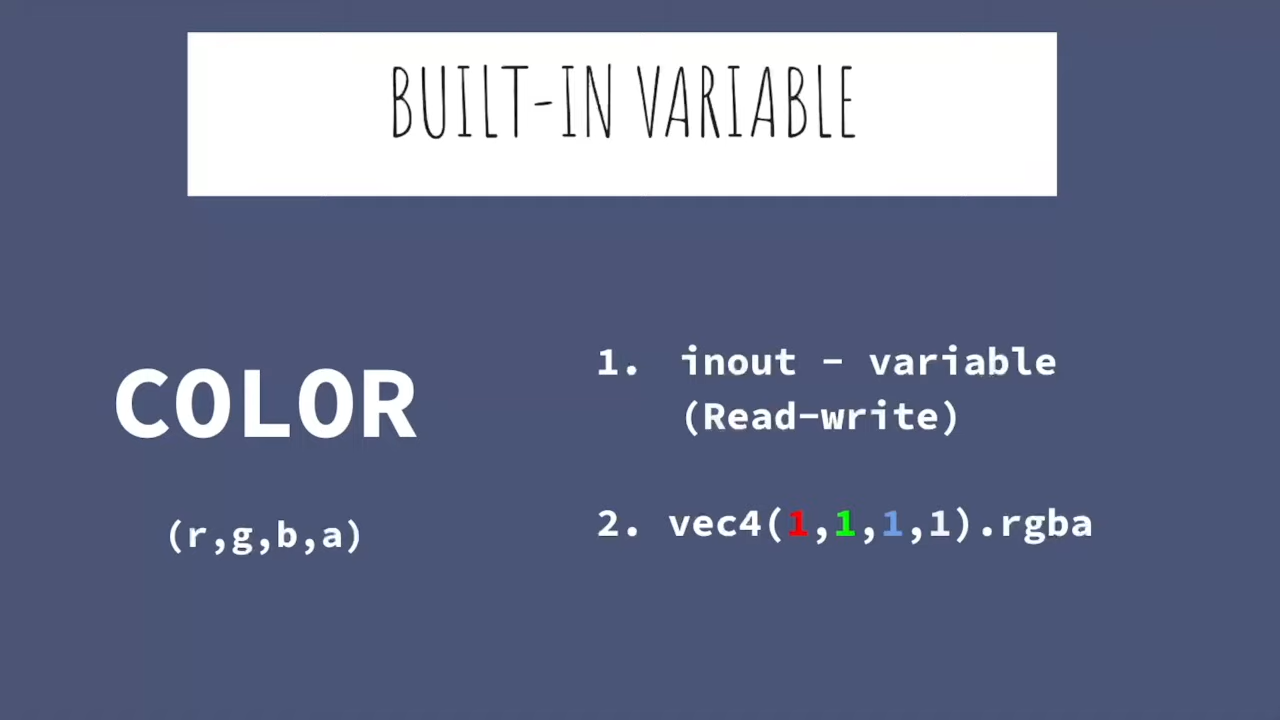 BUILT-IN VARIABLE
COLOR
(r,g,b,a)
1. inout - variable
(Read-write)
2. vec4(1,1,1,1).rgba